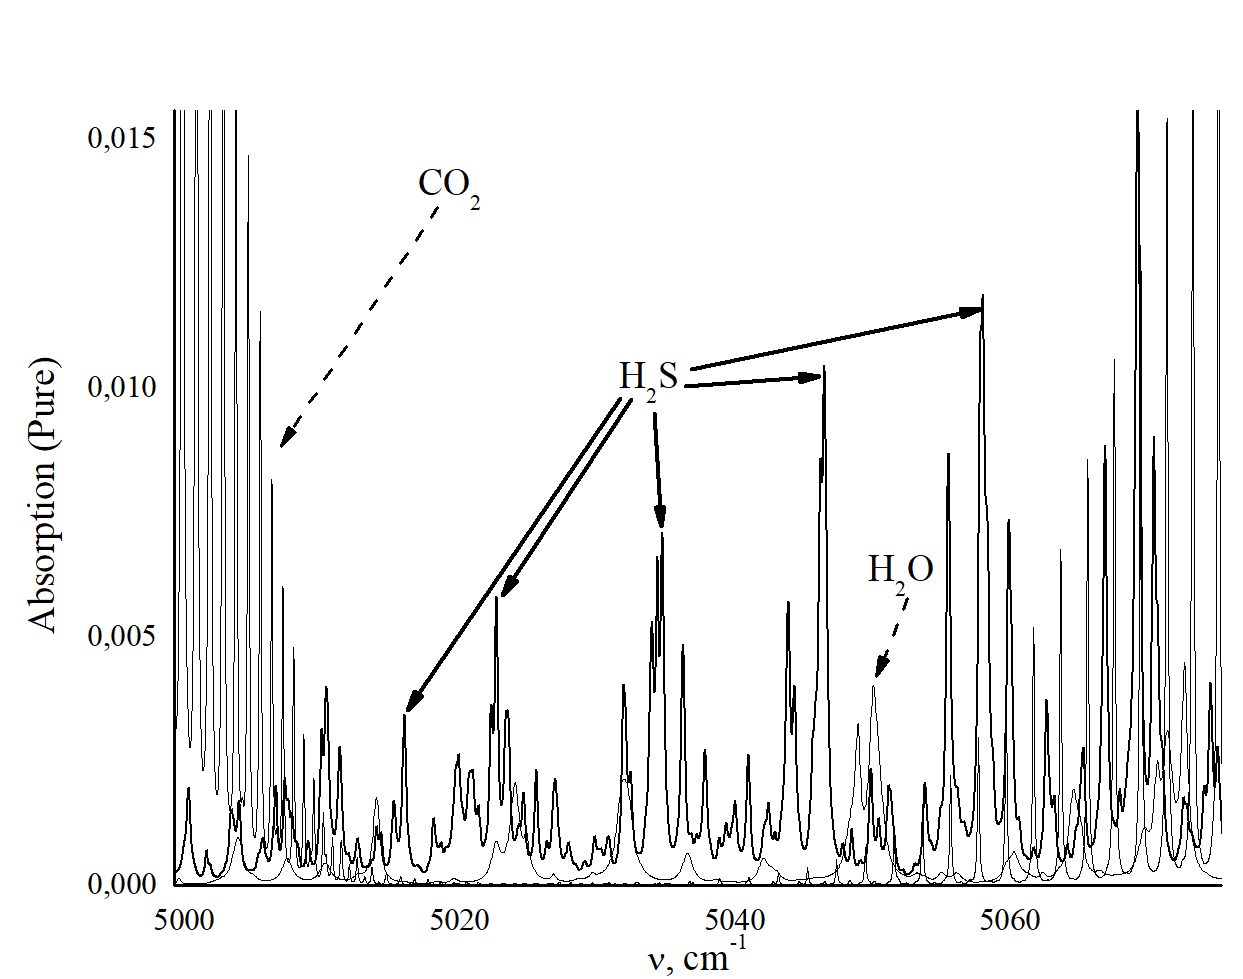 0,015
CO2
0,010
H2S
H2O
0,005
0,000
Absorption (Pure)
5000 5020 5040 5060
ν, cm-1